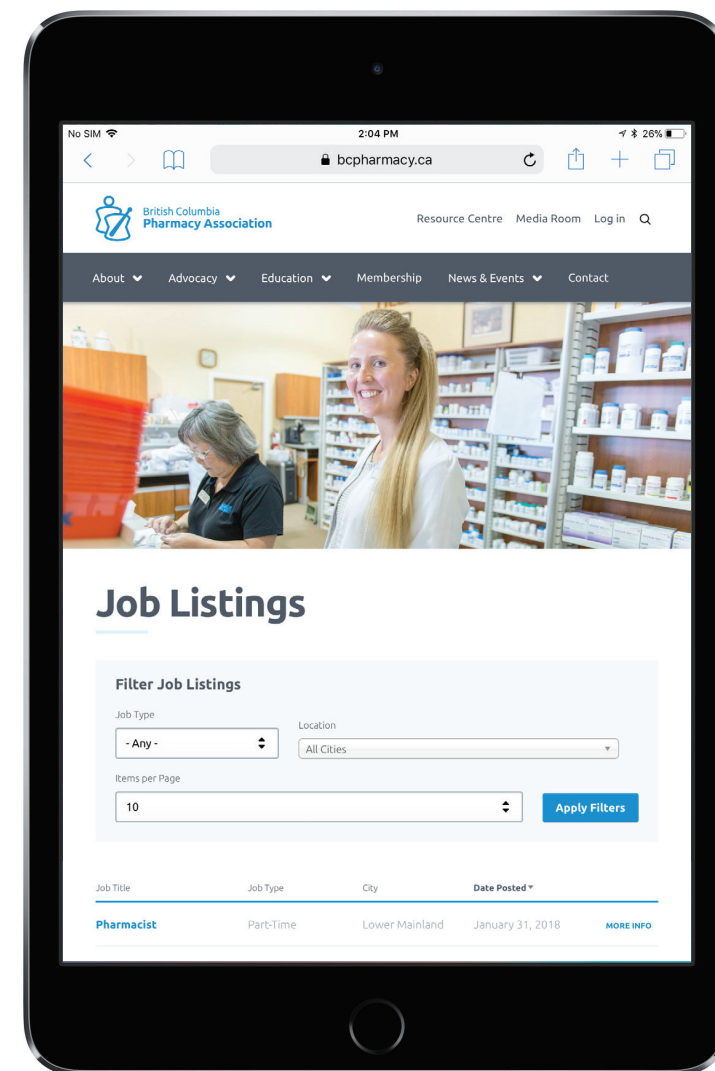 No SIM 2:04 PM 26%
bcpharmacy.ca
British Columbia
Pharmacy Association
Resource Centre Media Room Log in
About Advocacy Education Membership News & Events Contact
Job Listings
Filter Job Listings
Job Type
Location
- Any -
All Cities
Items per Page
10
Apply Filters
Job Title Job Type City Date Posted
Pharmacist Part-Time Lower Mainland January 31, 2018 MORE INFO